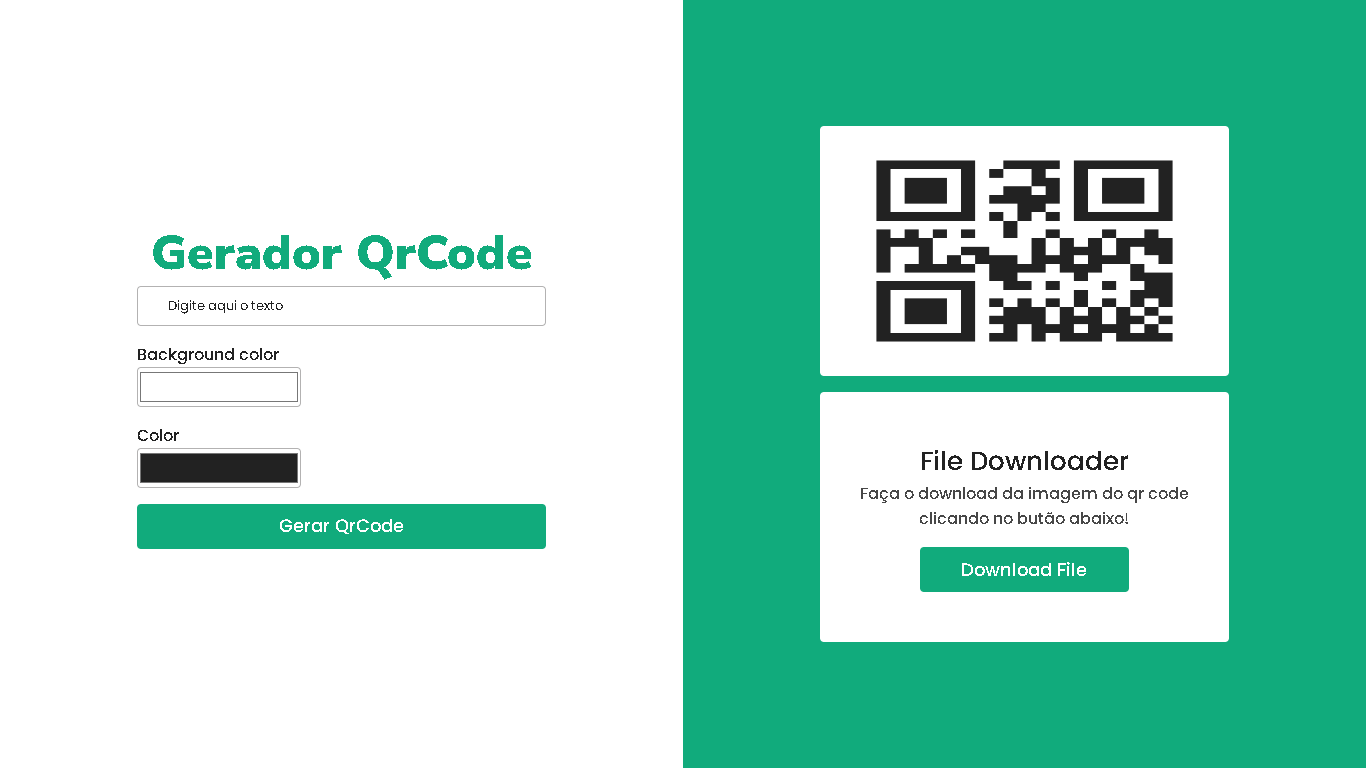 Gerador QrCode
Digite aqui o texto
Background color
Color
Gerar QrCode
File Downloader
Faça o download da imagem do qr code
clicando no butão abaixo!
Download File